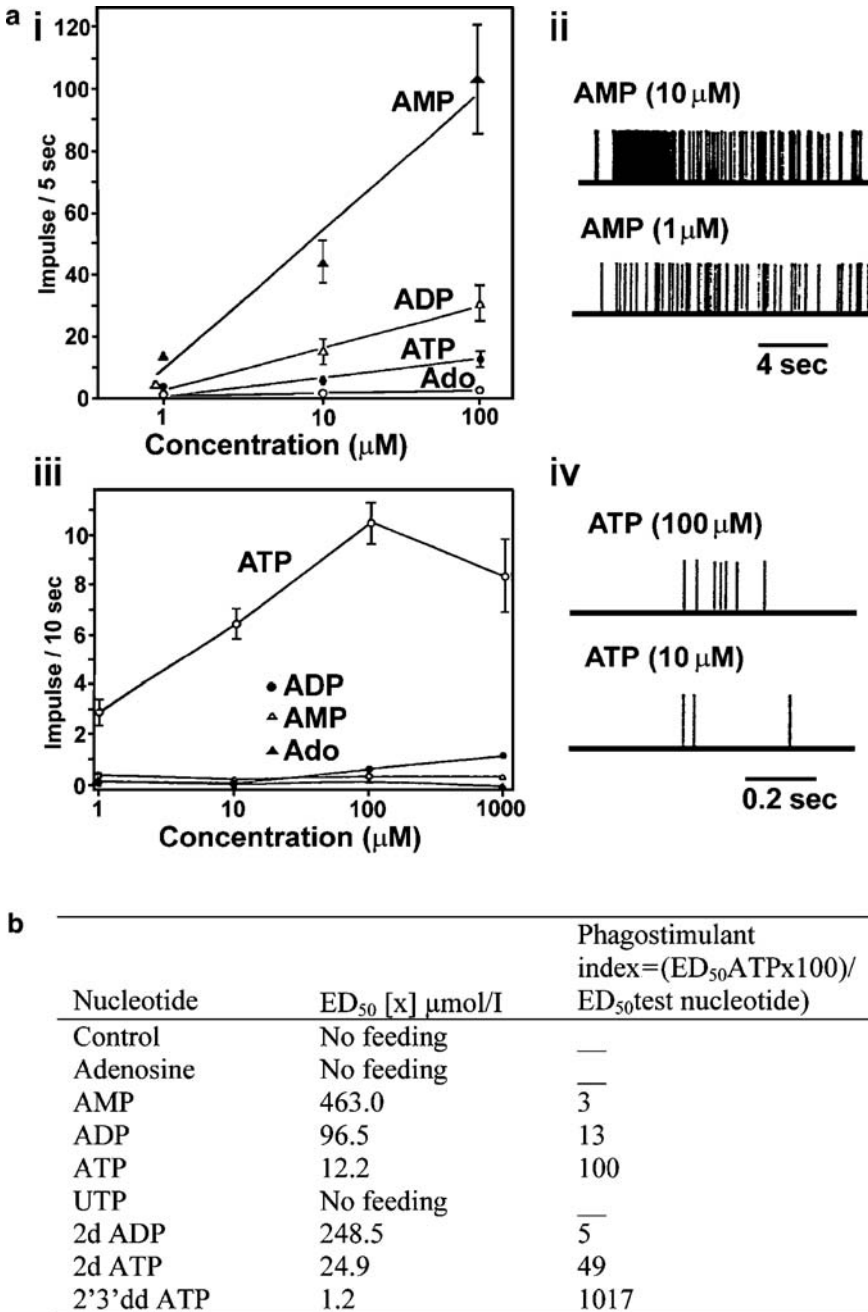 a
i
120
100
80
60
40
20
0
Impulse / 5 sec
AMP
ADP
ATP
Ado
1 10 100
Concentration (μM)
ii
AMP (10 μM)
AMP (1μM)
4 sec
iii
10
8
6
4
2
0
Impulse / 10 sec
ATP
ADP
AMP
Ado
1 10 100 1000
Concentration (μM)
iv
ATP (100 μM)
ATP (10 μM)
0.2 sec
b
Phagostimulant
index=(ED50ATPx100)/
Nucleotide ED50 [x] μmol/I ED50test nucleotide)
Control No feeding __
Adenosine No feeding __
AMP 463.0 3
ADP 96.5 13
ATP 12.2 100
UTP No feeding __
2d ADP 248.5 5
2d ATP 24.9 49
2'3'dd ATP 1.2 1017